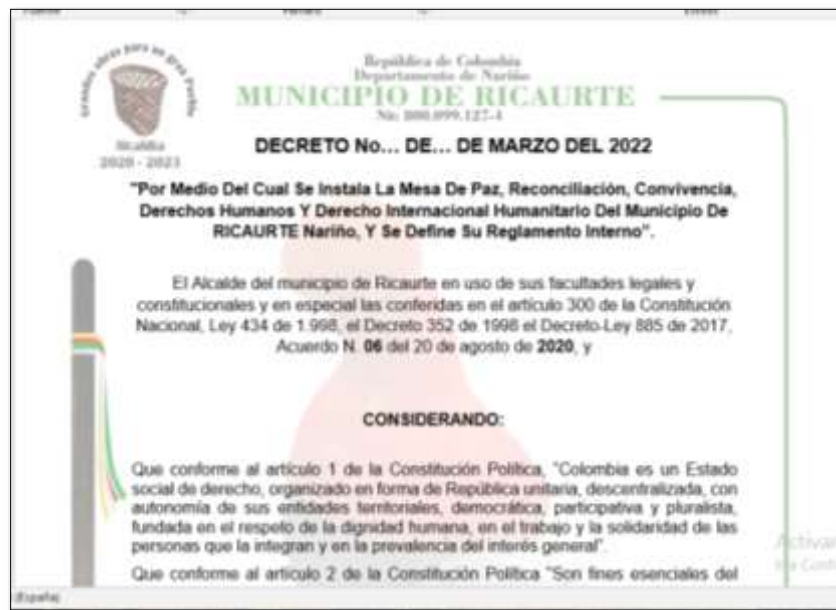 Grandes obras para un gran Pueblo
Alcaldía
2020 - 2023
República de Colombia
Departamento de Nariño
MUNICIPIO DE RICAURTE
Nit: 800.099.127-4
DECRETO No... DE... DE MARZO DEL 2022
"Por Medio Del Cual Se Instala La Mesa De Paz, Reconciliación, Convivencia,
Derechos Humanos Y Derecho Internacional Humanitario Del Municipio De
RICAURTE Nariño, Y Se Define Su Reglamento Interno".
El Alcalde del municipio de Ricaurte en uso de sus facultades legales y
constitucionales y en especial las conferidas en el artículo 300 de la Constitución
Nacional, Ley 434 de 1.998, el Decreto 352 de 1998 el Decreto-Ley 885 de 2017,
Acuerdo N. 06 del 20 de agosto de 2020, y
CONSIDERANDO:
Que conforme al artículo 1 de la Constitución Política, "Colombia es un Estado
social de derecho, organizado en forma de República unitaria, descentralizada, con
autonomía de sus entidades territoriales, democrática, participativa y pluralista,
fundada en el respeto de la dignidad humana, en el trabajo y la solidaridad de las
personas que la integran y en la prevalencia del interés general".
Que conforme al artículo 2 de la Constitución Política "Son fines esenciales del
Activar
(España)